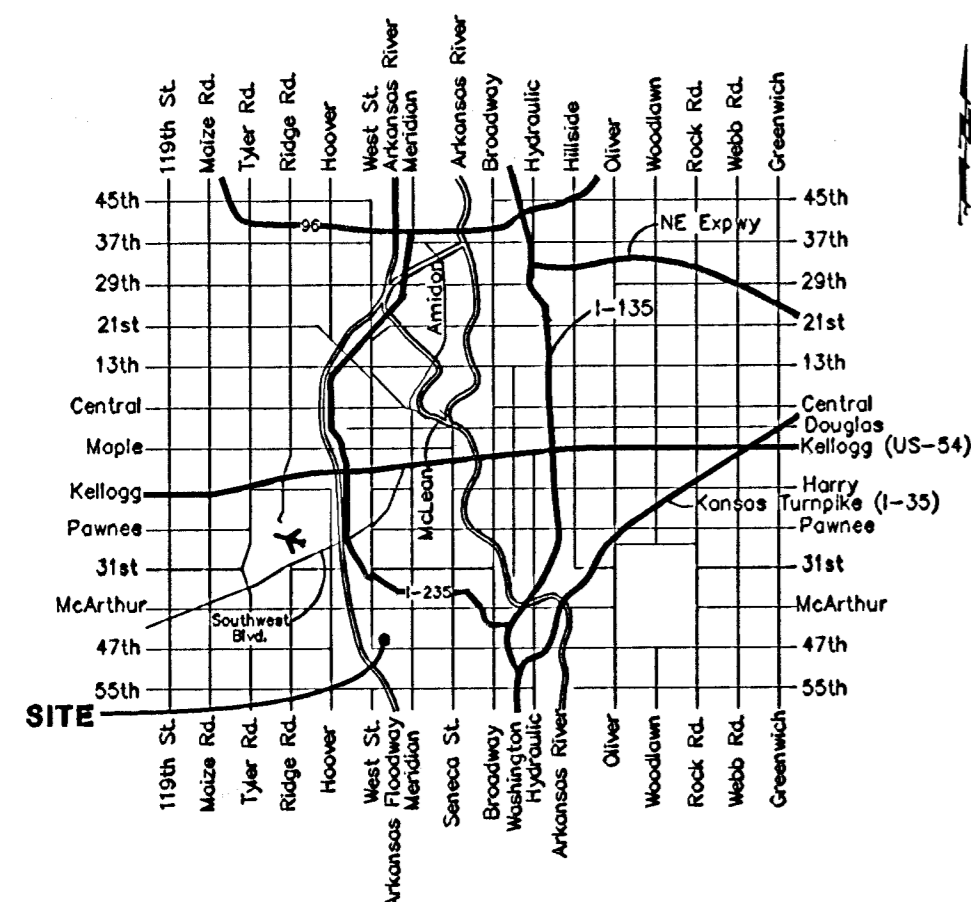 119th St.
Maize Rd.
Tyler Rd.
Ridge Rd.
Hoover
West St.
Arkansas River
Meridian
Arkansas River
Broadway
Hydraulic
Hillside
Oliver
Woodlawn
Rock Rd.
Webb Rd.
Greenwich
45th
37th
29th
21st
13th
Central
Maple
Kellogg
Pawnee
31st
McArthur
47th
55th
SITE
96
Amidon
McLean
I-235
Southwest
Blvd.
NE Expwy
I-135
45th
37th
29th
21st
13th
Central
Douglas
Kellogg (US-54)
Harry
Kansas Turnpike (I-35)
Pawnee
31st
McArthur
47th
55th
119th St.
Maize Rd.
Tyler Rd.
Ridge Rd.
Hoover
West St.
Arkansas Floodway
Meridian
Seneca St.
Broadway
Washington
Hydraulic
Arkansas River
Oliver
Woodlawn
Rock Rd.
Webb Rd.
Greenwich